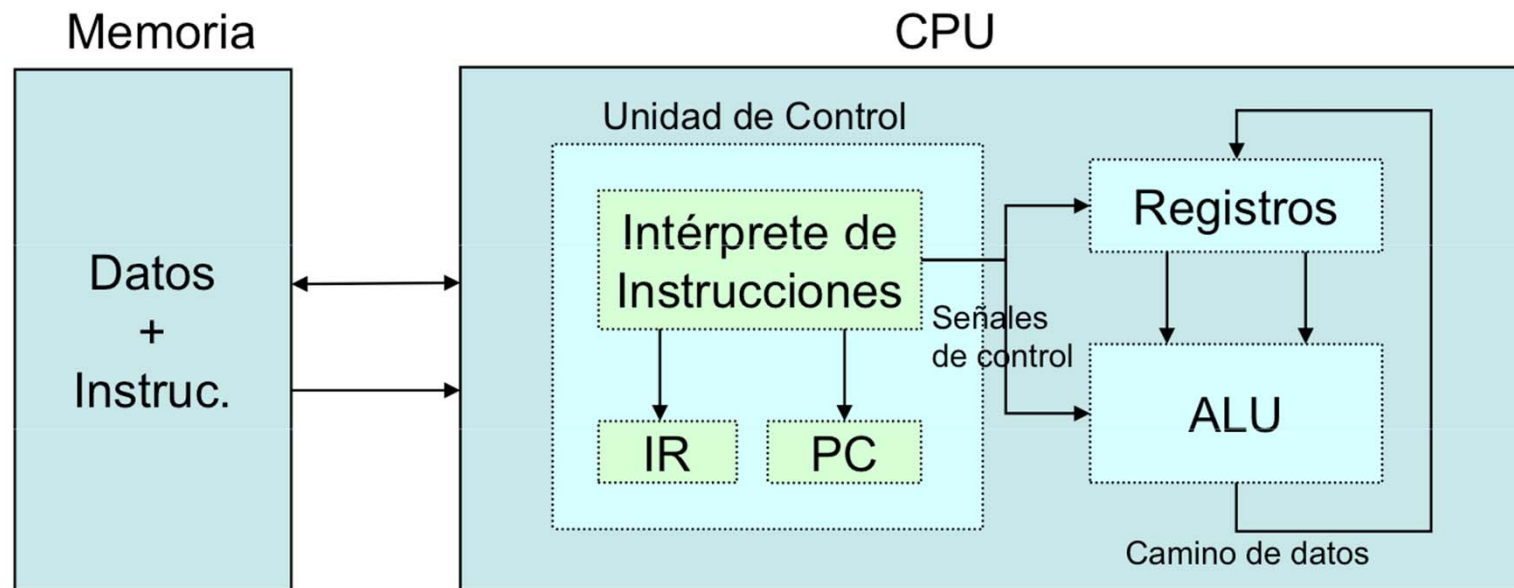 Memoria
CPU
Unidad de Control
Datos
+
Instruc.
Intérprete de
Instrucciones
IR
PC
Señales
de control
Registros
ALU
Camino de datos